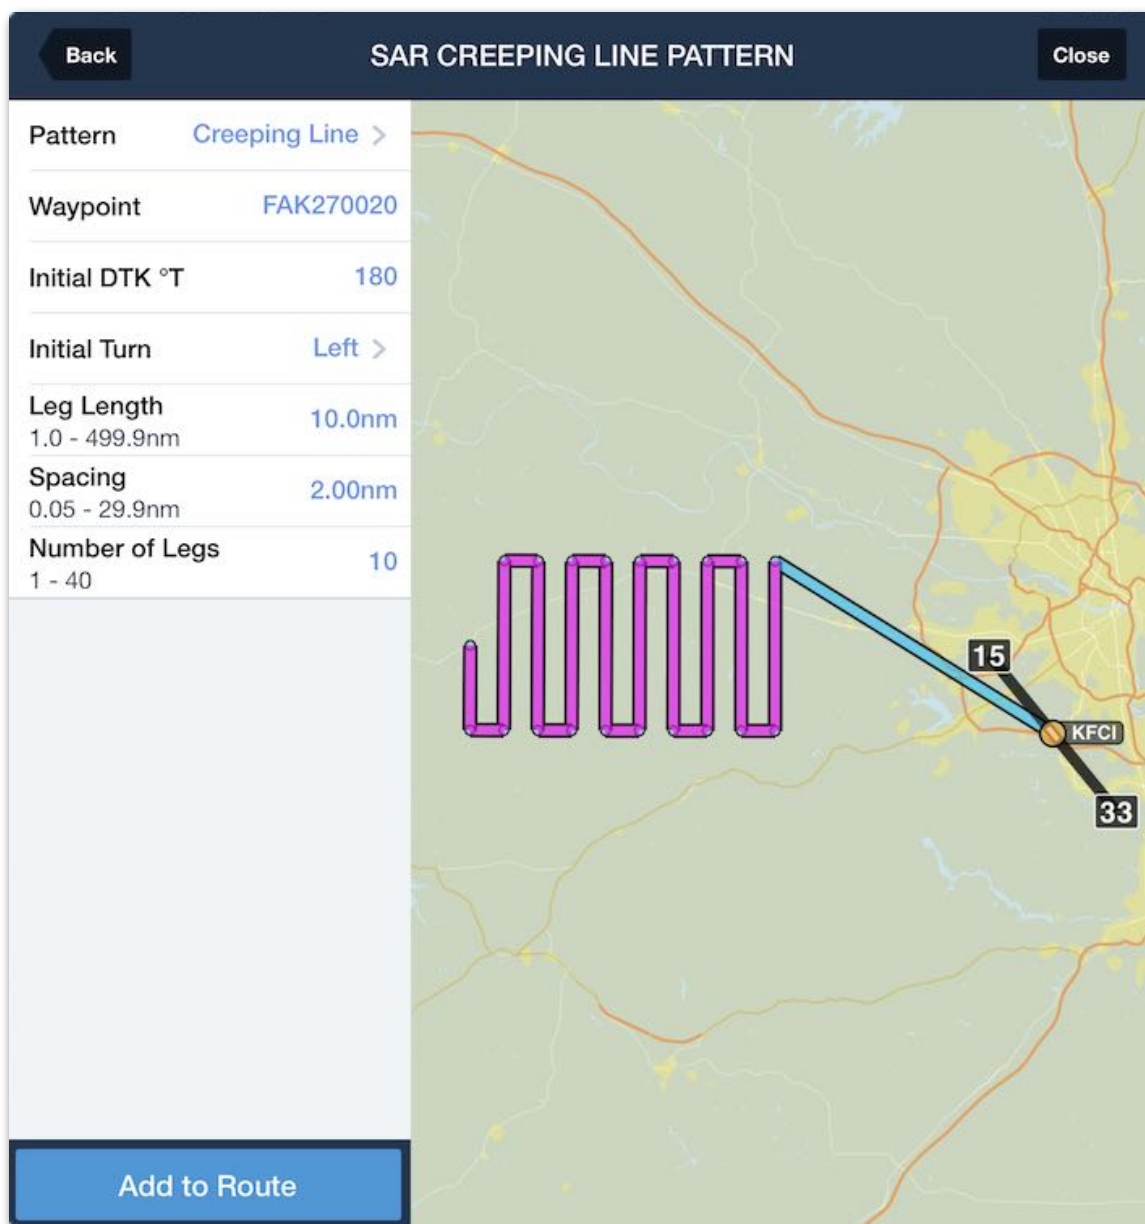 Back
SAR CREEPING LINE PATTERN
Close
Pattern
Creeping Line >
Waypoint
FAK270020
Initial DTK °T
180
Initial Turn
Left >
Leg Length
10.0nm
1.0 - 499.9nm
Spacing
2.00nm
0.05 - 29.9nm
Number of Legs
10
1 - 40
15
KFCI
33
Add to Route